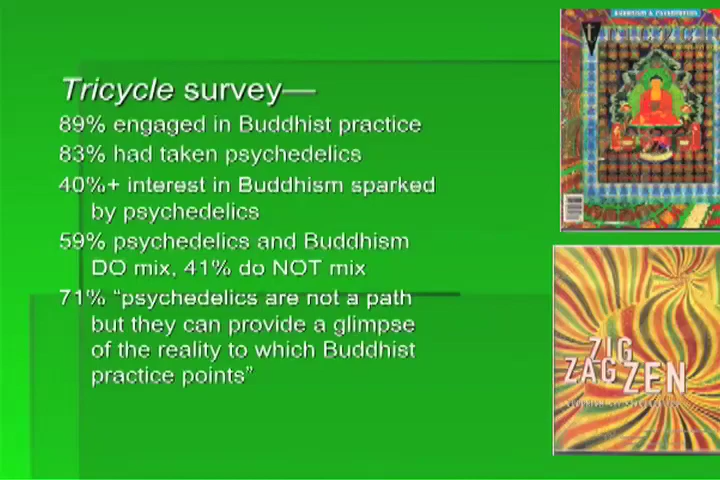 Tricycle survey—
89% engaged in Buddhist practice
83% had taken psychedelics
40%+ interest in Buddhism sparked
by psychedelics
59% psychedelics and Buddhism
DO mix, 41% do NOT mix
71% “psychedelics are not a path
but they can provide a glimpse
of the reality to which Buddhist
practice points”
BUDDHISM & PSYCHEDELICS
ZIG
ZAG ZEN